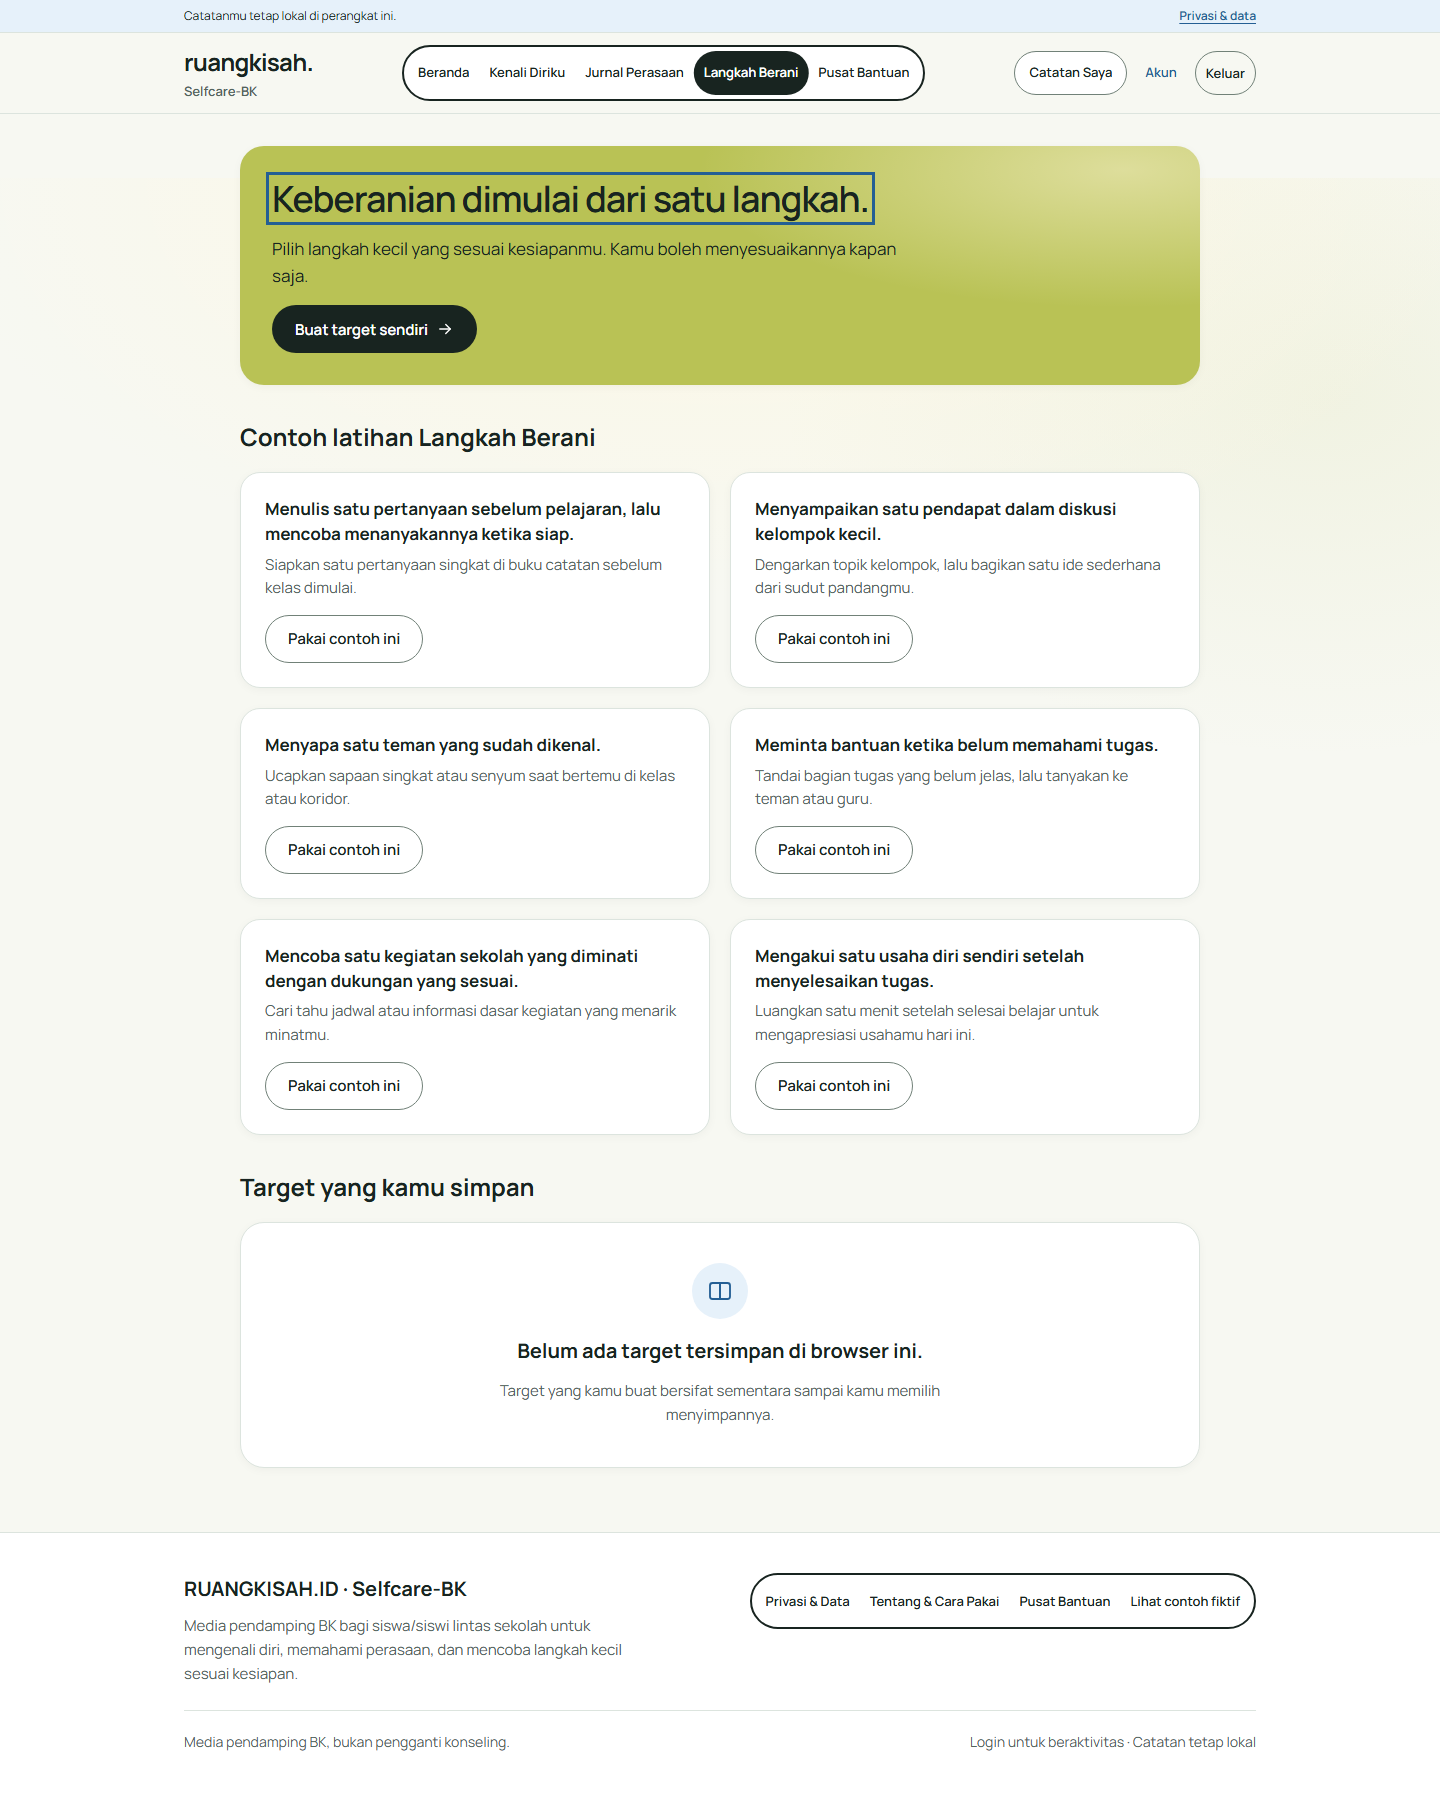 Catatanmu tetap lokal di perangkat ini.
Privasi & data
ruangkisah.
Selfcare-BK
Beranda
Kenali Diriku
Jurnal Perasaan
Langkah Berani
Pusat Bantuan
Catatan Saya
Akun
Keluar
Keberanian dimulai dari satu langkah.
Pilih langkah kecil yang sesuai kesiapanmu. Kamu boleh menyesuaikannya kapan
saja.
Buat target sendiri →
Contoh latihan Langkah Berani
Menulis satu pertanyaan sebelum pelajaran, lalu
mencoba menanyakannya ketika siap.
Siapkan satu pertanyaan singkat di buku catatan sebelum
kelas dimulai.
Pakai contoh ini
Menyampaikan satu pendapat dalam diskusi
kelompok kecil.
Dengarkan topik kelompok, lalu bagikan satu ide sederhana
dari sudut pandangmu.
Pakai contoh ini
Menyapa satu teman yang sudah dikenal.
Ucapkan sapaan singkat atau senyum saat bertemu di kelas
atau koridor.
Pakai contoh ini
Meminta bantuan ketika belum memahami tugas.
Tandai bagian tugas yang belum jelas, lalu tanyakan ke
teman atau guru.
Pakai contoh ini
Mencoba satu kegiatan sekolah yang diminati
dengan dukungan yang sesuai.
Cari tahu jadwal atau informasi dasar kegiatan yang menarik
minatmu.
Pakai contoh ini
Mengakui satu usaha diri sendiri setelah
menyelesaikan tugas.
Luangkan satu menit setelah selesai belajar untuk
mengapresiasi usahamu hari ini.
Pakai contoh ini
Target yang kamu simpan
Belum ada target tersimpan di browser ini.
Target yang kamu buat bersifat sementara sampai kamu memilih
menyimpannya.
RUANGKISAH.ID · Selfcare-BK
Media pendamping BK bagi siswa/siswi lintas sekolah untuk
mengenali diri, memahami perasaan, dan mencoba langkah kecil
sesuai kesiapan.
Privasi & Data
Tentang & Cara Pakai
Pusat Bantuan
Lihat contoh fiktif
Media pendamping BK, bukan pengganti konseling.
Login untuk beraktivitas · Catatan tetap lokal